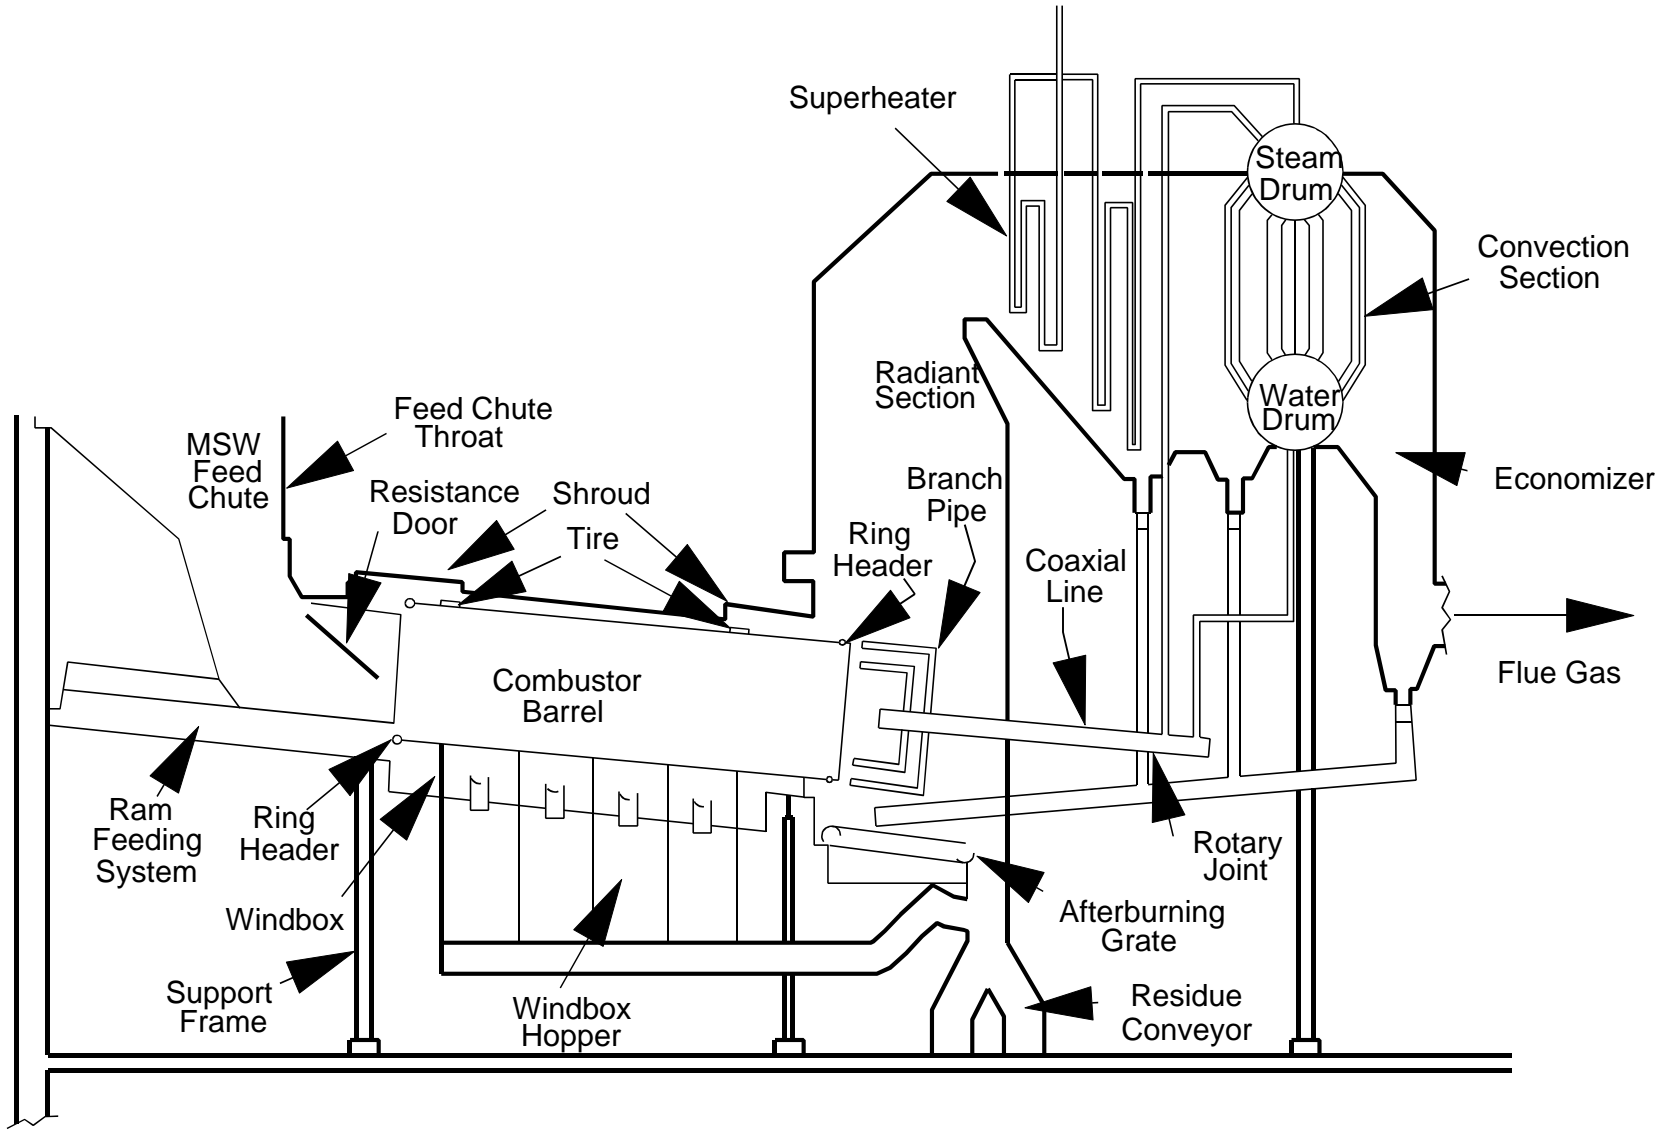 Superheater
Steam
Drum
Convection
Section
Radiant
Section
Water
Drum
Feed Chute
Throat
MSW
Feed
Chute
Resistance
Door
Shroud
Tire
Branch
Pipe
Economizer
Ring
Header
Coaxial
Line
Flue Gas
Combustor
Barrel
Ram
Feeding
System
Ring
Header
Rotary
Joint
Windbox
Afterburning
Grate
Support
Frame
Windbox
Hopper
Residue
Conveyor